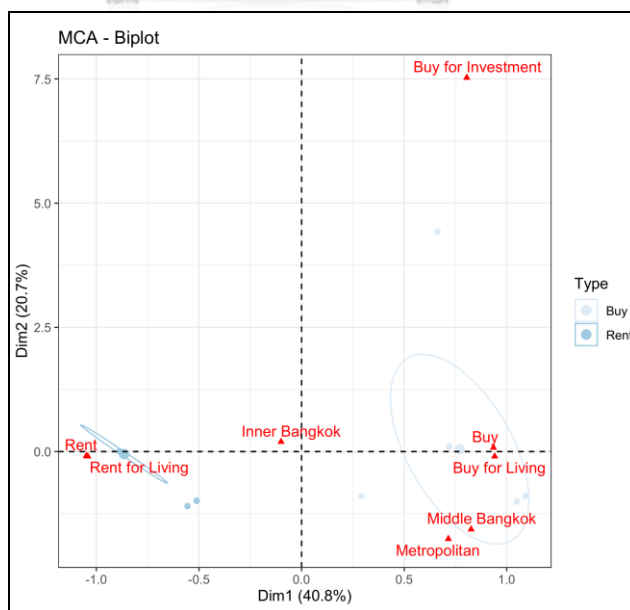 MCA - Biplot
Buy for Investment
7.5
5.0
Dim2 (20.7%)
2.5
Type
Buy
Rent
Inner Bangkok
Buy
Rent
0.0
Rent for Living
Buy for Living
Middle Bangkok
Metropolitan
-1.0
-0.5
0.0
0.5
1.0
Dim1 (40.8%)